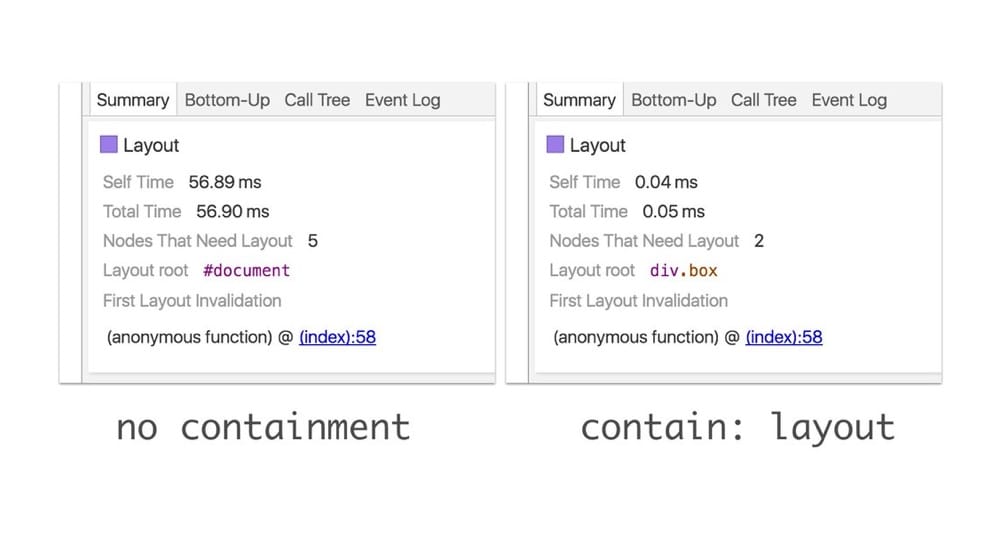 Summary Bottom-Up Call Tree Event Log
Layout
Self Time 56.89 ms
Total Time 56.90 ms
Nodes That Need Layout 5
Layout root #document
First Layout Invalidation
(anonymous function) @ (index):58
no containment
Summary Bottom-Up Call Tree Event Log
Layout
Self Time 0.04 ms
Total Time 0.05 ms
Nodes That Need Layout 2
Layout root div.box
First Layout Invalidation
(anonymous function) @ (index):58
contain: layout